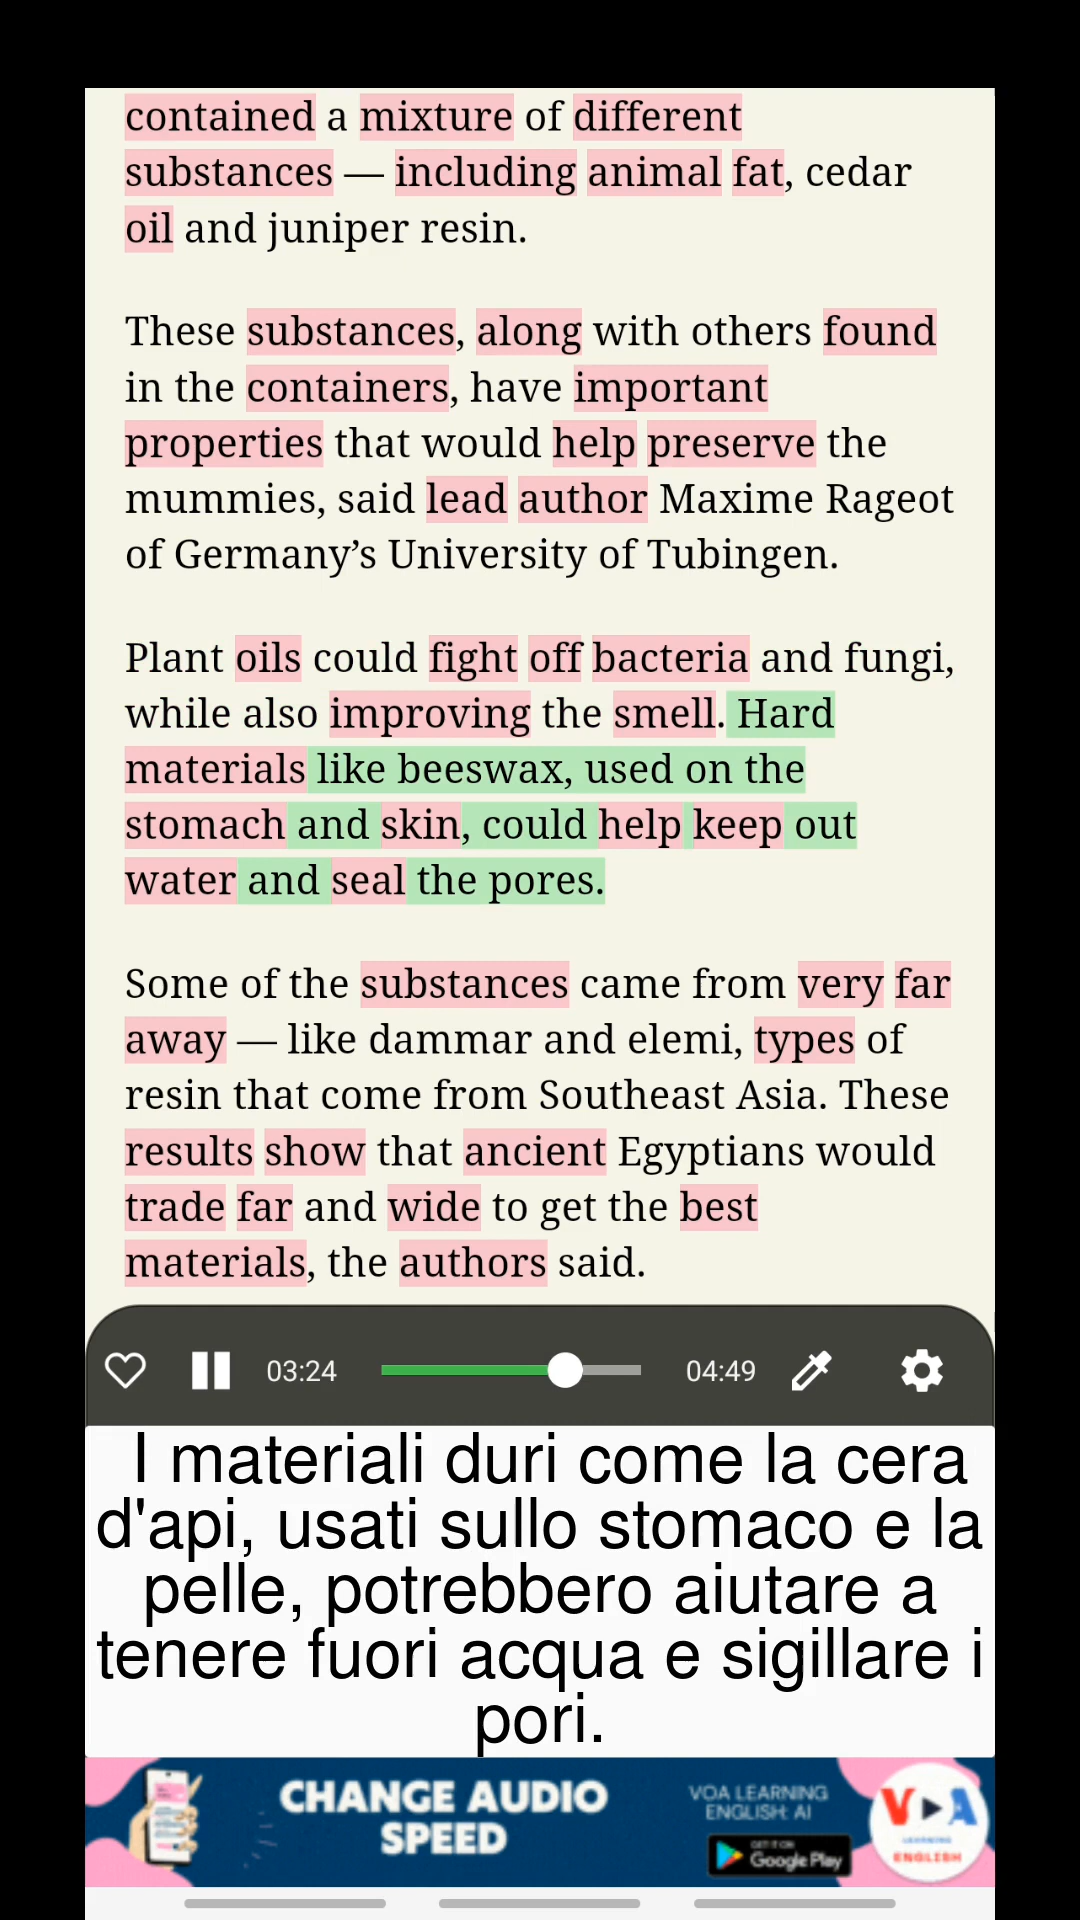 contained a mixture of different
substances — including animal fat, cedar
oil and juniper resin.
These substances, along with others found
in the containers, have important
properties that would help preserve the
mummies, said lead author Maxime Rageot
of Germany’s University of Tubingen.
Plant oils could fight off bacteria and fungi,
while also improving the smell. Hard
materials like beeswax, used on the
stomach and skin, could help keep out
water and seal the pores.
Some of the substances came from very far
away — like dammar and elemi, types of
resin that come from Southeast Asia. These
results show that ancient Egyptians would
trade far and wide to get the best
materials, the authors said.
03:24 04:49
I materiali duri come la cera
d'api, usati sullo stomaco e la
pelle, potrebbero aiutare a
tenere fuori acqua e sigillare i
pori.
CHANGE AUDIO
SPEED
VOA LEARNING
ENGLISH: AI
GET IT ON
Google Play
VOA
LEARNING
ENGLISH